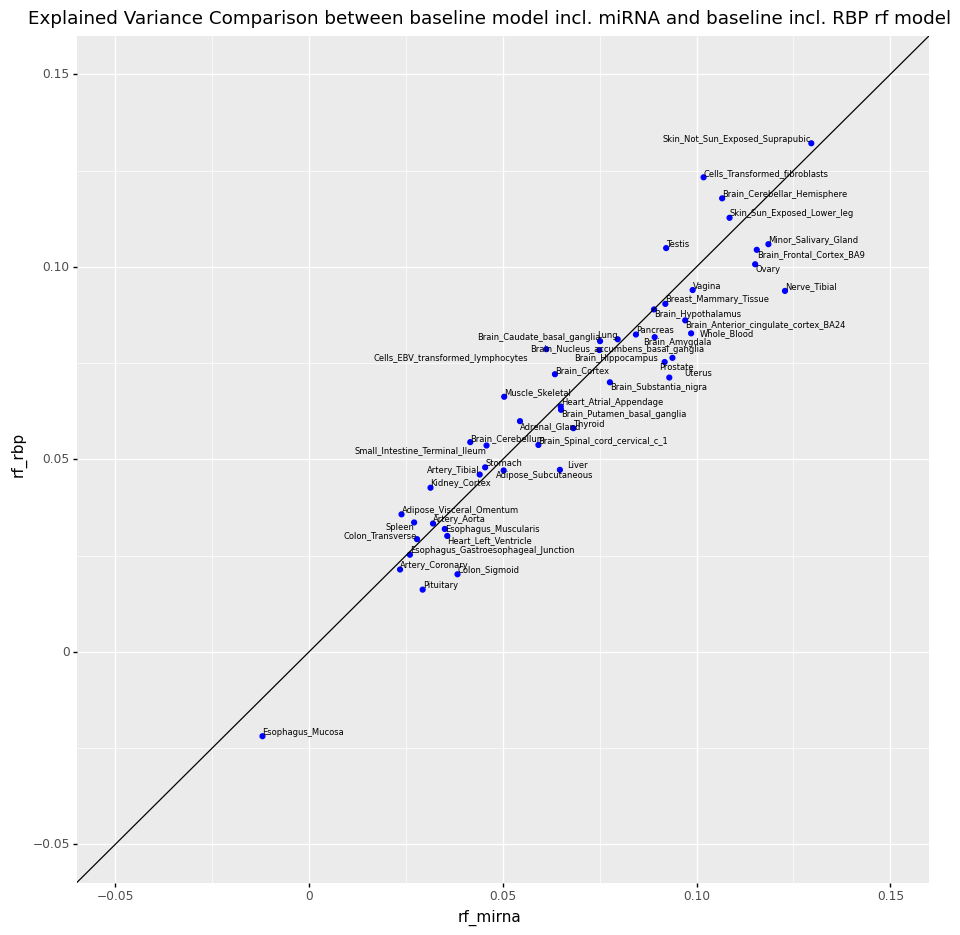 Explained Variance Comparison between baseline model incl. miRNA and baseline incl. RBP rf model
0.15
Skin_Not_Sun_Exposed_Suprapubic
Cells_Transformed_fibroblasts
Brain_Cerebellar_Hemisphere
Skin_Sun_Exposed_Lower_leg
Testis
Minor_Salivary_Gland
Brain_Frontal_Cortex_BA9
0.10
Ovary
Vagina
Nerve_Tibial
Breast_Mammary_Tissue
Brain_Hypothalamus
Brain_Anterior_cingulate_cortex_BA24
Pancreas
Whole_Blood
Brain_Caudate_basal_ganglia
Lung
Brain_Amygdala
Brain_Nucleus_accumbens_basal_ganglia
Cells_EBV_transformed_lymphocytes
Brain_Hippocampus
Prostate
Brain_Cortex
Uterus
Brain_Substantia_nigra
Muscle_Skeletal
Heart_Atrial_Appendage
Brain_Putamen_basal_ganglia
Adrenal_Gland
Thyroid
Brain_Cerebellum
Brain_Spinal_cord_cervical_c_1
Small_Intestine_Terminal_Ileum
0.05
Stomach
Liver
Artery_Tibial
Adipose_Subcutaneous
Kidney_Cortex
Adipose_Visceral_Omentum
Artery_Aorta
Spleen
Esophagus_Muscularis
Colon_Transverse
Heart_Left_Ventricle
Esophagus_Gastroesophageal_Junction
Artery_Coronary
Colon_Sigmoid
Pituitary
0
Esophagus_Mucosa
−0.05
rf_rbp
−0.05
0
0.05
0.10
0.15
rf_mirna